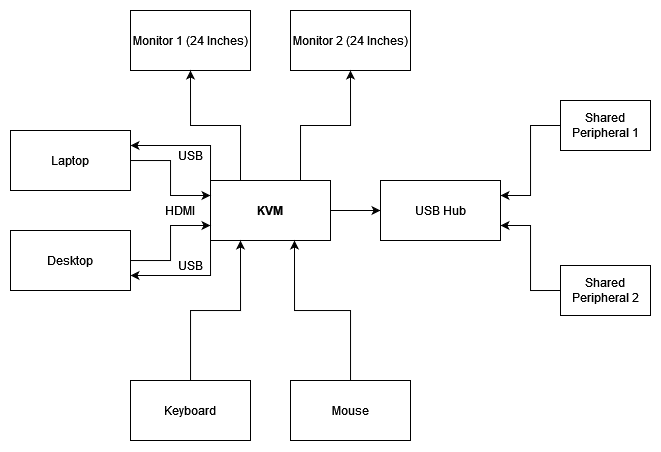 Monitor 1 (24 Inches)
Monitor 2 (24 Inches)
Shared
Peripheral 1
Laptop
USB
HDMI
KVM
USB Hub
Desktop
USB
Shared
Peripheral 2
Keyboard
Mouse